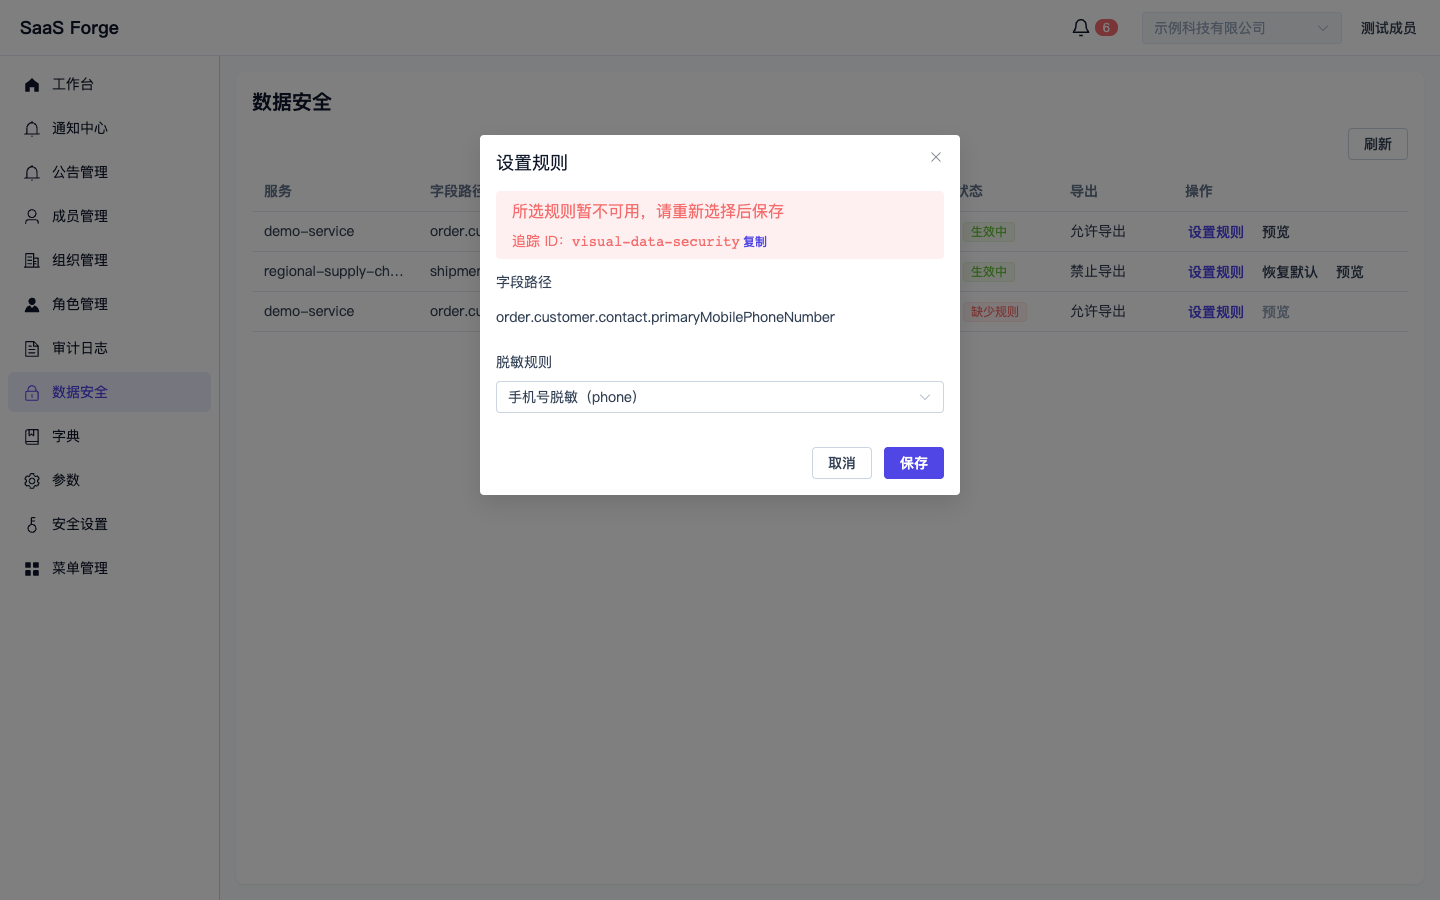 SaaS Forge
6
示例科技有限公司
测试成员
工作台
通知中心
公告管理
成员管理
组织管理
角色管理
审计日志
数据安全
字典
参数
安全设置
菜单管理
数据安全
刷新
服务 字段路径 状态 导出 操作
demo-service order.cu 生效中 允许导出 设置规则 预览
regional-supply-ch... shipmer 生效中 禁止导出 设置规则 恢复默认 预览
demo-service order.cu 缺少规则 允许导出 设置规则 预览
设置规则
所选规则暂不可用，请重新选择后保存
追踪 ID：visual-data-security 复制
字段路径
order.customer.contact.primaryMobilePhoneNumber
脱敏规则
手机号脱敏（phone）
取消 保存